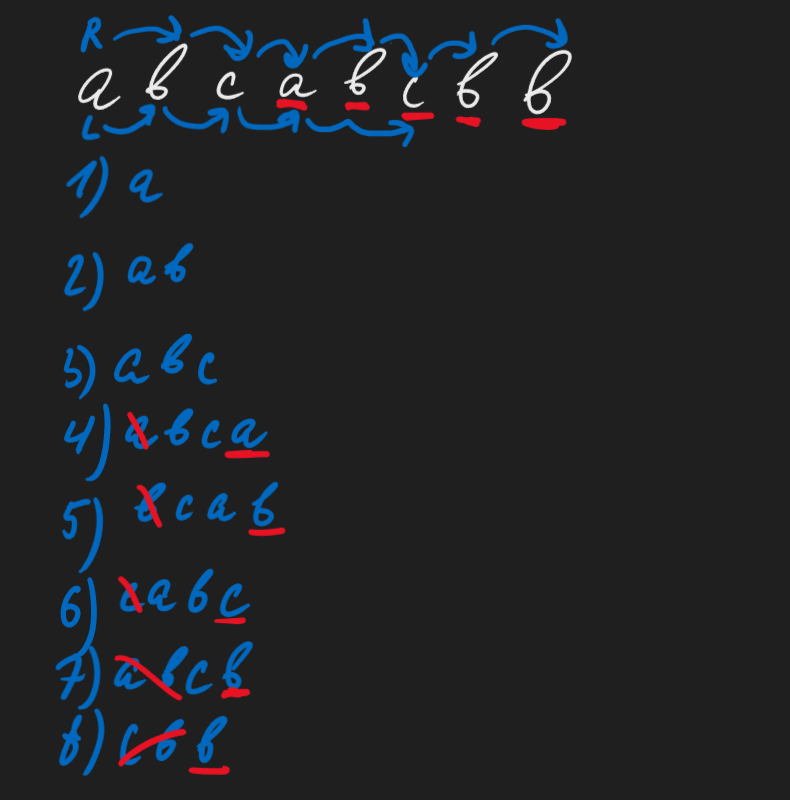 R
a b c a b c b b
L
1) a
2) ab
3) abc
4) abca
5) bcab
6) cabc
7) abcb
8) cbb